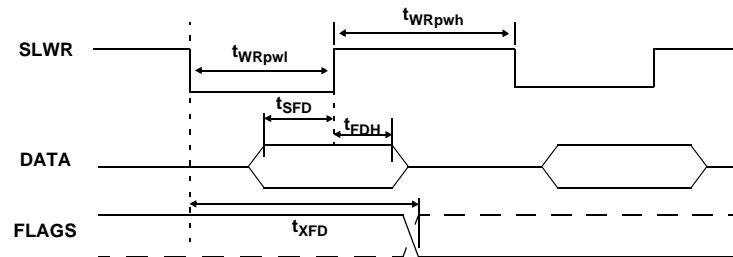 tWRpwh
SLWR
tWRpwl
tSFD
tFDH
DATA
FLAGS
tXFD